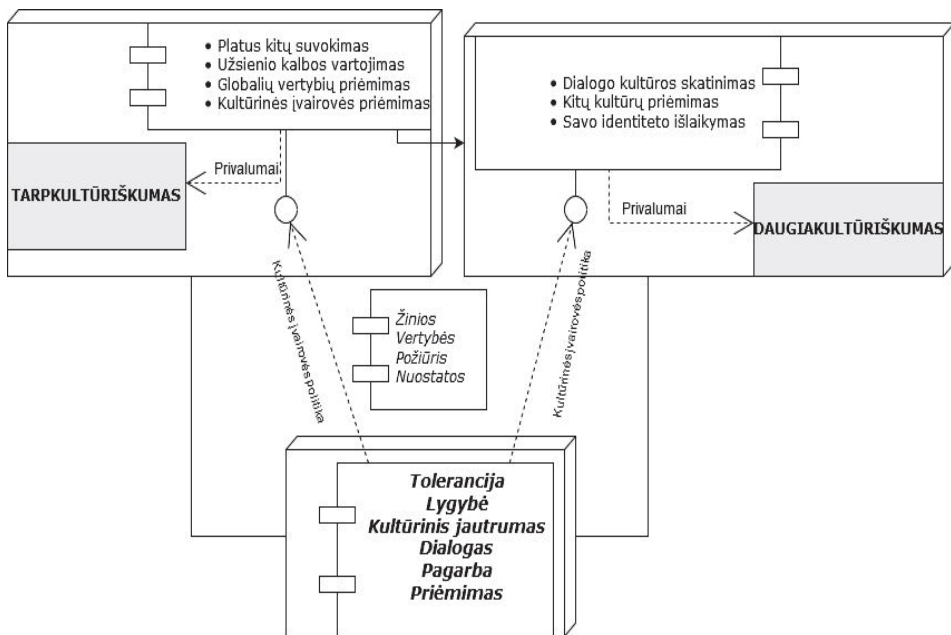 • Platus kitų suvokimas
• Užsienio kalbos vartojimas
• Globalių vertybių priėmimas
• Kultūrinės įvairovės priėmimas
Privalumai
TARPKULTŪRIŠKUMAS
• Dialogo kultūros skatinimas
• Kitų kultūrų priėmimas
• Savo identiteto išlaikymas
Privalumai
DAUGIAKULTŪRIŠKUMAS
Kultūrinės įvairovės politika
Žinios
Vertybės
Požiūris
Nuostatos
Kultūrinės įvairovės politika
Tolerancija
Lygybė
Kultūrinis jautrumas
Dialogas
Pagarba
Priėmimas